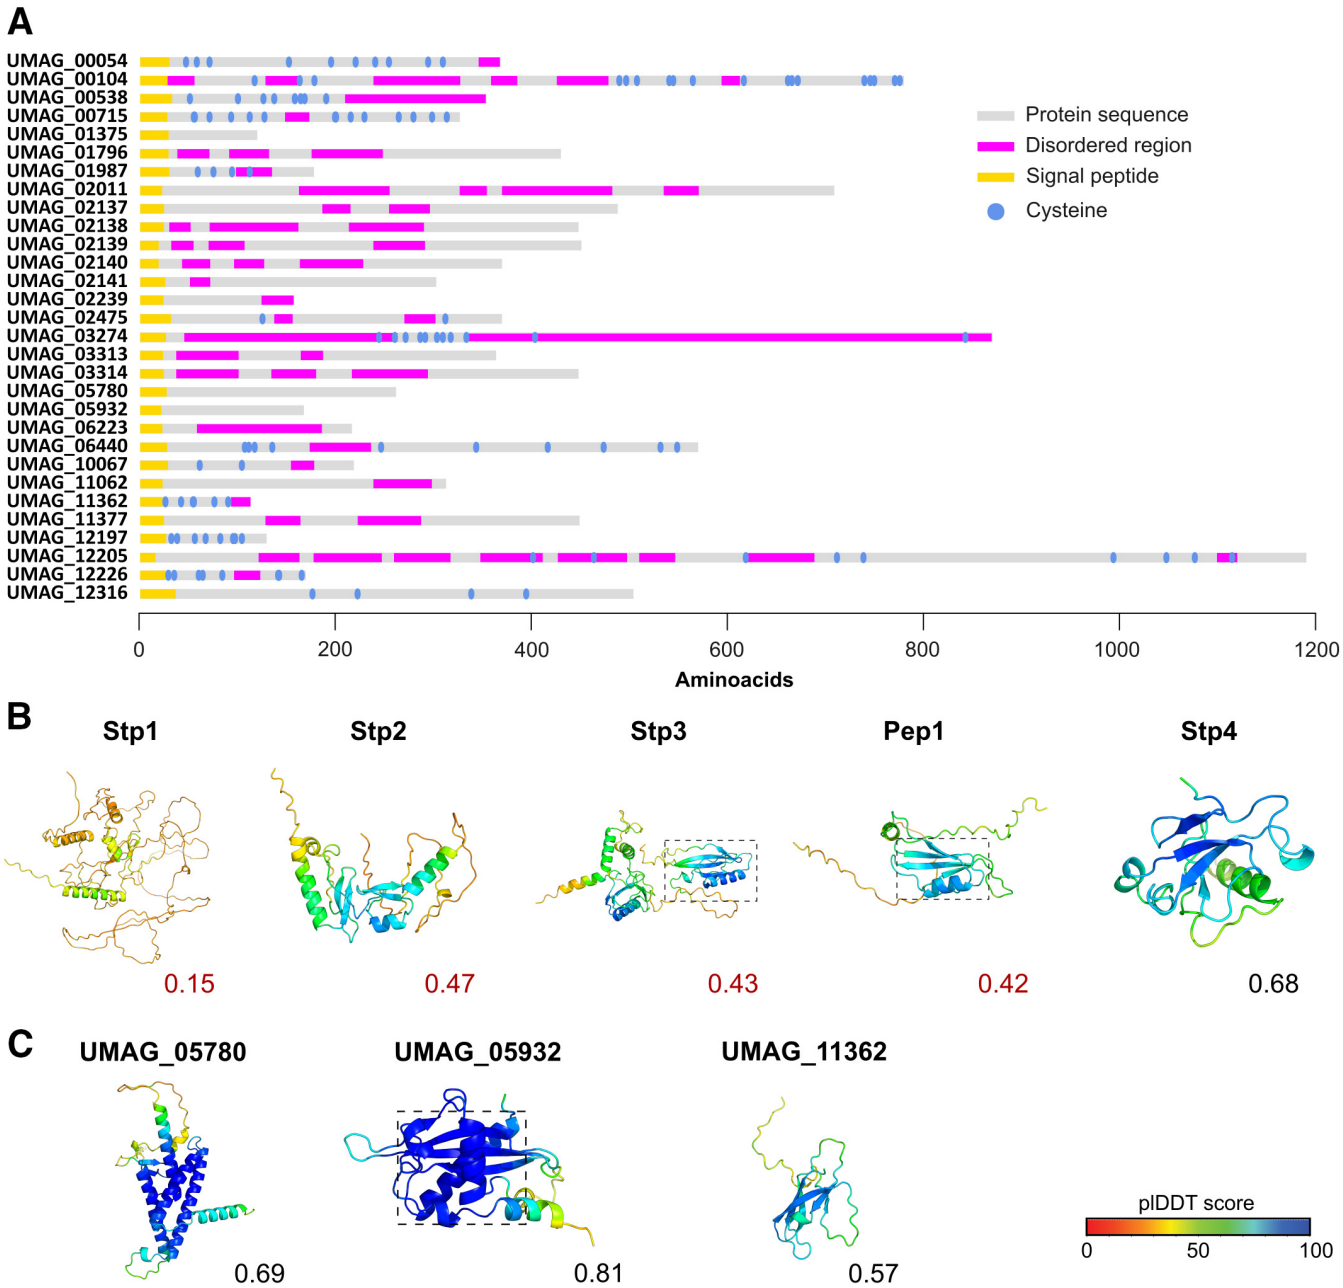 A
UMAG_00054
UMAG_00104
UMAG_00538
UMAG_00715
UMAG_01375
UMAG_01796
UMAG_01987
UMAG_02011
UMAG_02137
UMAG_02138
UMAG_02139
UMAG_02140
UMAG_02141
UMAG_02239
UMAG_02475
UMAG_03274
UMAG_03313
UMAG_03314
UMAG_05780
UMAG_05932
UMAG_06223
UMAG_06440
UMAG_10067
UMAG_11062
UMAG_11362
UMAG_11377
UMAG_12197
UMAG_12205
UMAG_12226
UMAG_12316
Protein sequence
Disordered region
Signal peptide
Cysteine
0 200 400 600 800 1000 1200
Aminoacids
B
Stp1 Stp2 Stp3 Pep1 Stp4
0.15 0.47 0.43 0.42 0.68
C
UMAG_05780 UMAG_05932 UMAG_11362
0.69 0.81 0.57
plDDT score
0 50 100